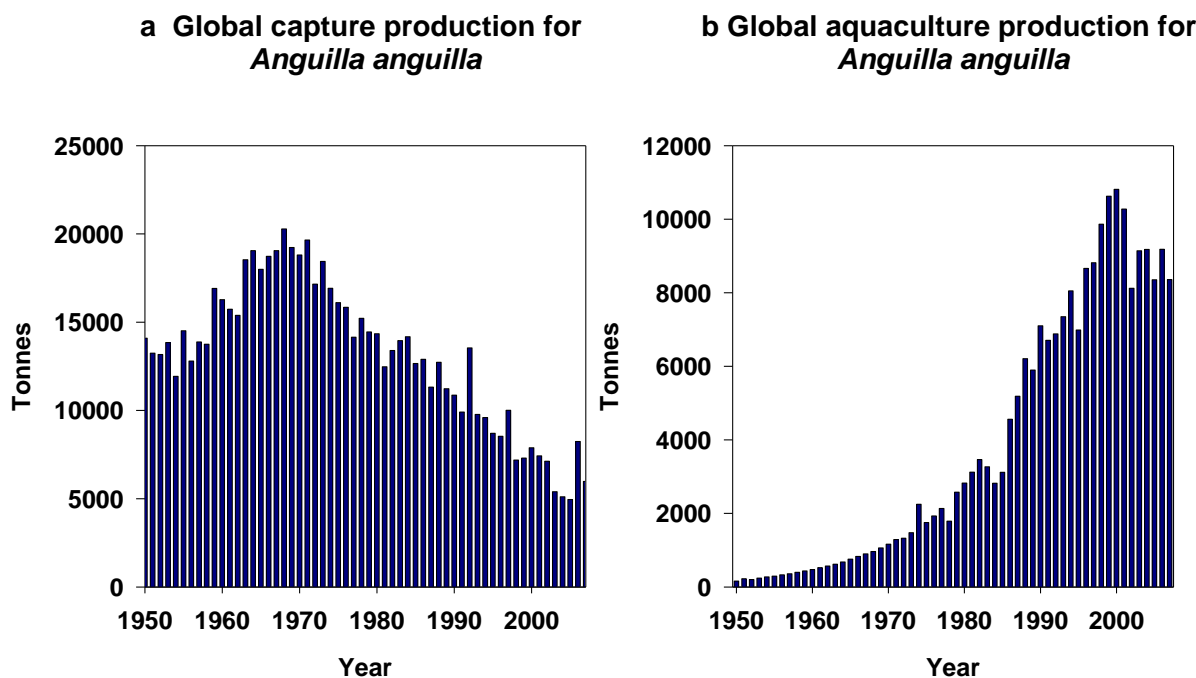 a Global capture production for
Anguilla anguilla
25000
20000
15000
10000
5000
0
Tonnes
1950 1960 1970 1980 1990 2000
Year
b Global aquaculture production for
Anguilla anguilla
12000
10000
8000
6000
4000
2000
0
Tonnes
1950 1960 1970 1980 1990 2000
Year